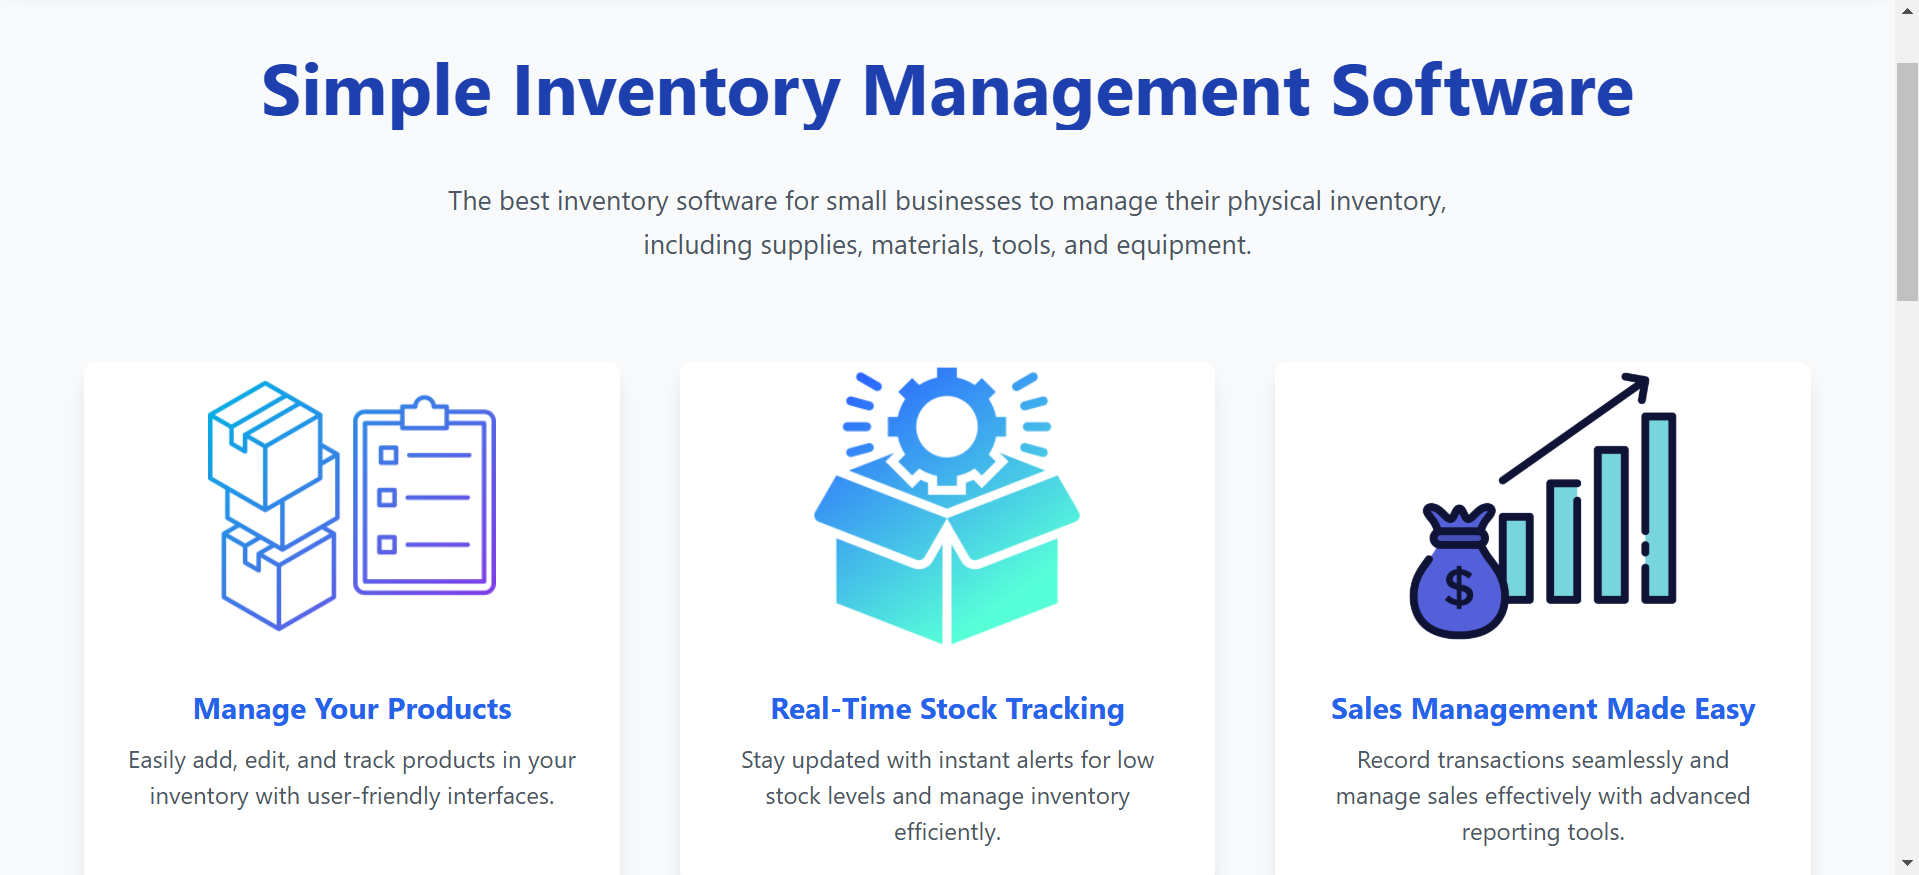 Simple Inventory Management Software
The best inventory software for small businesses to manage their physical inventory,
including supplies, materials, tools, and equipment.
$
Manage Your Products
Easily add, edit, and track products in your
inventory with user-friendly interfaces.
Real-Time Stock Tracking
Stay updated with instant alerts for low
stock levels and manage inventory
efficiently.
Sales Management Made Easy
Record transactions seamlessly and
manage sales effectively with advanced
reporting tools.